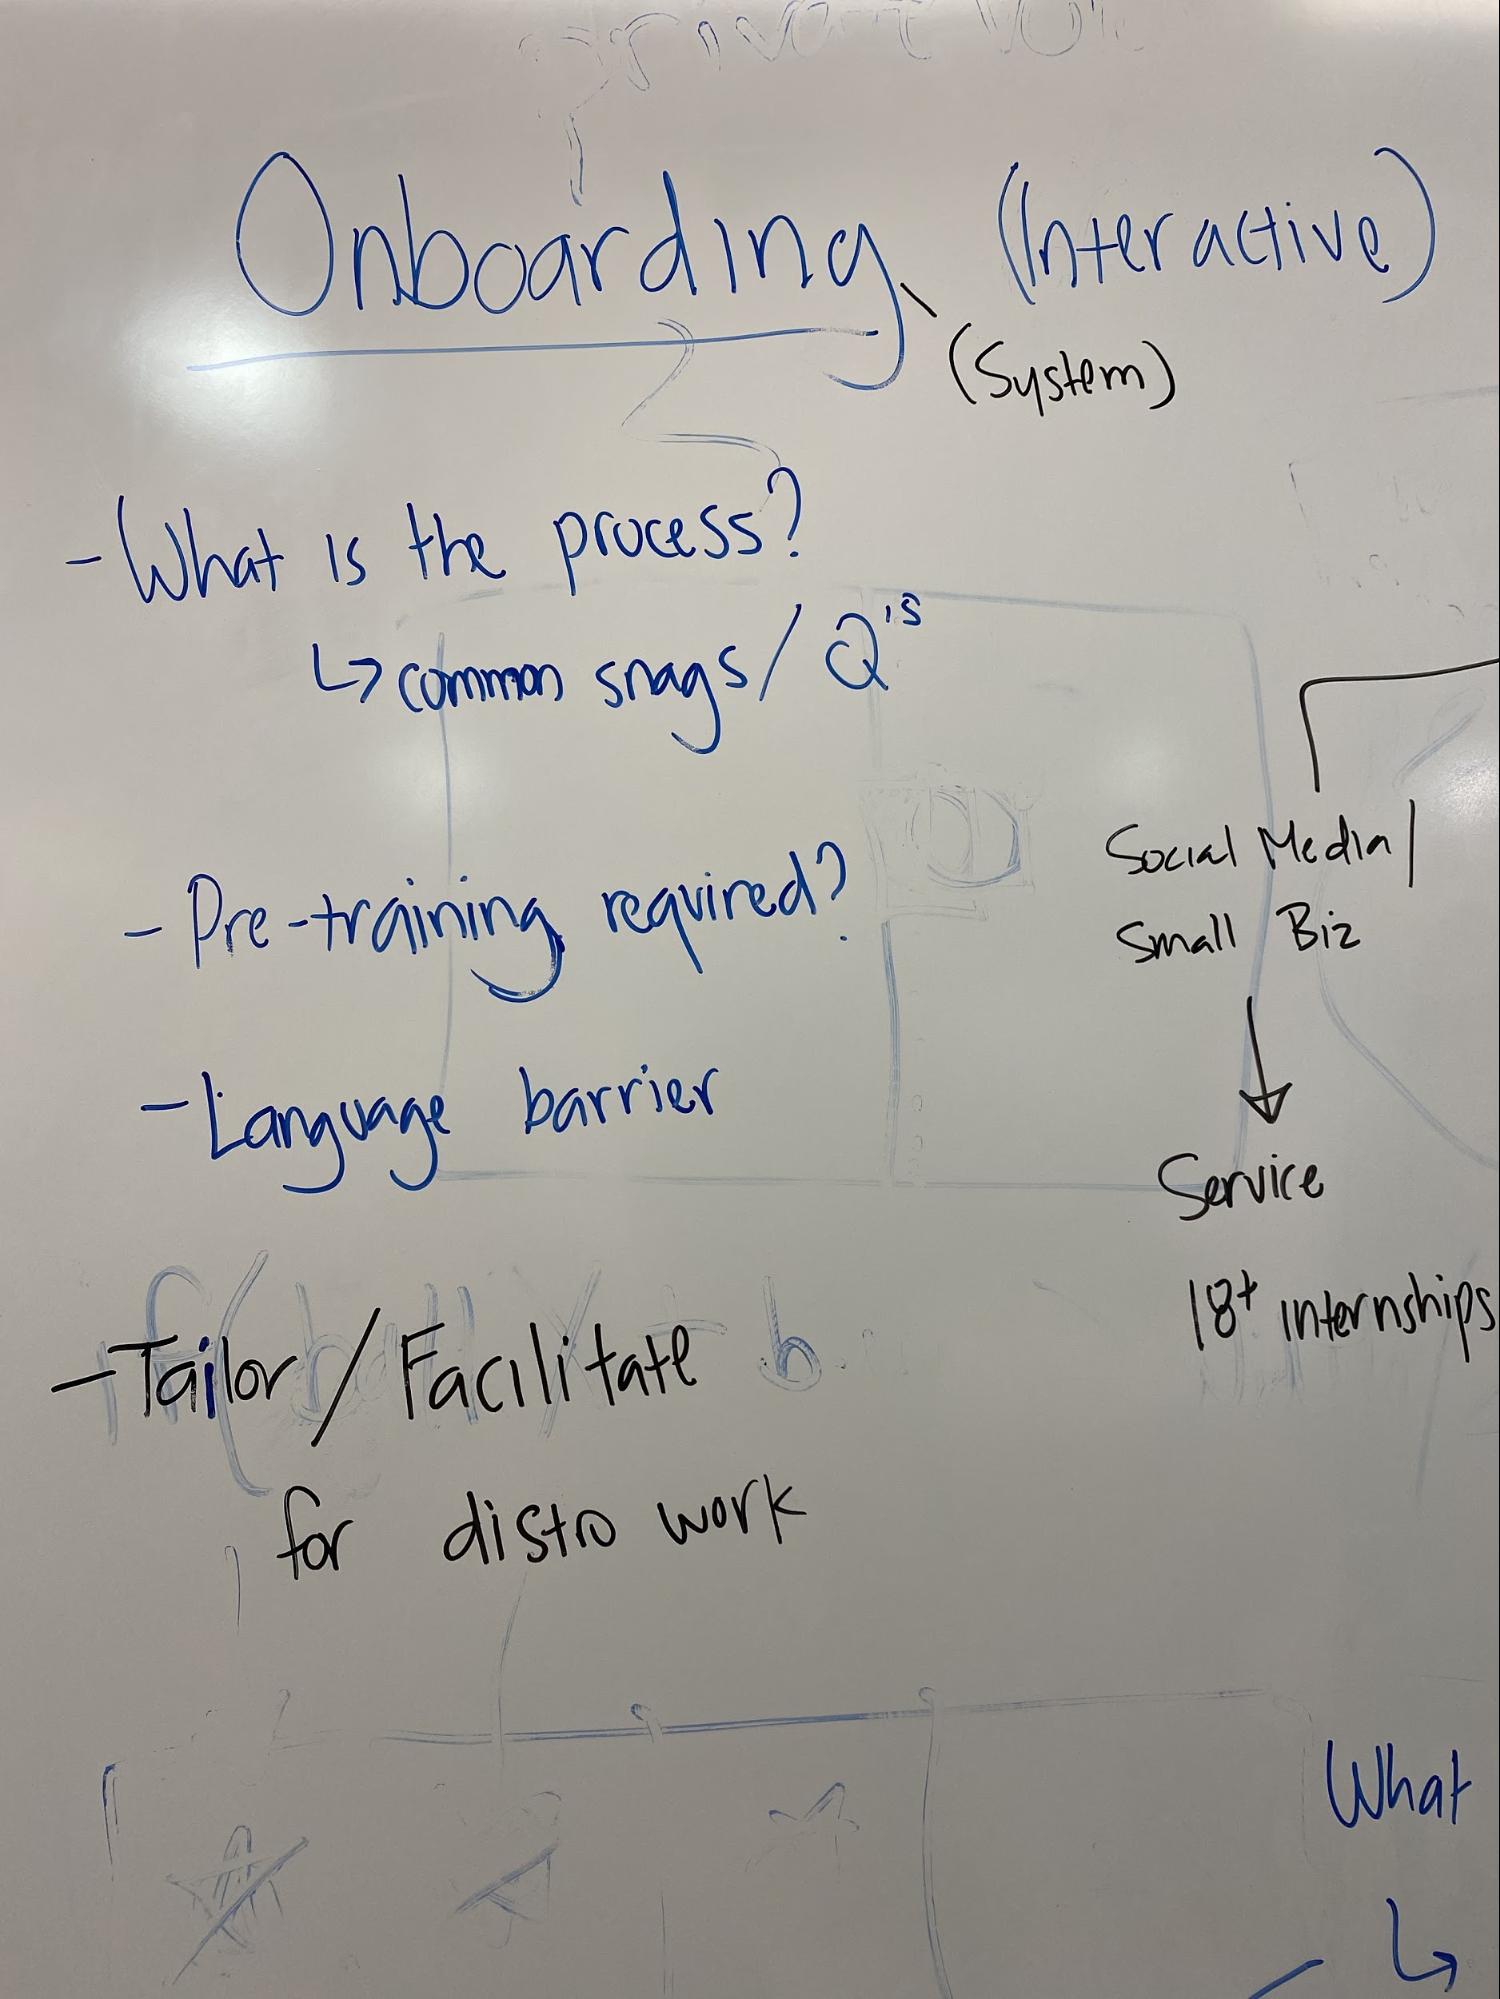 Onboarding (Interactive)
(System)
- What is the process?
↳ common snags / Q's
- Pre-training required?
- Language barrier
- Tailor / Facilitate
for distro work
Social Media /
Small Biz
↓
Service
18+ internships
What
↳